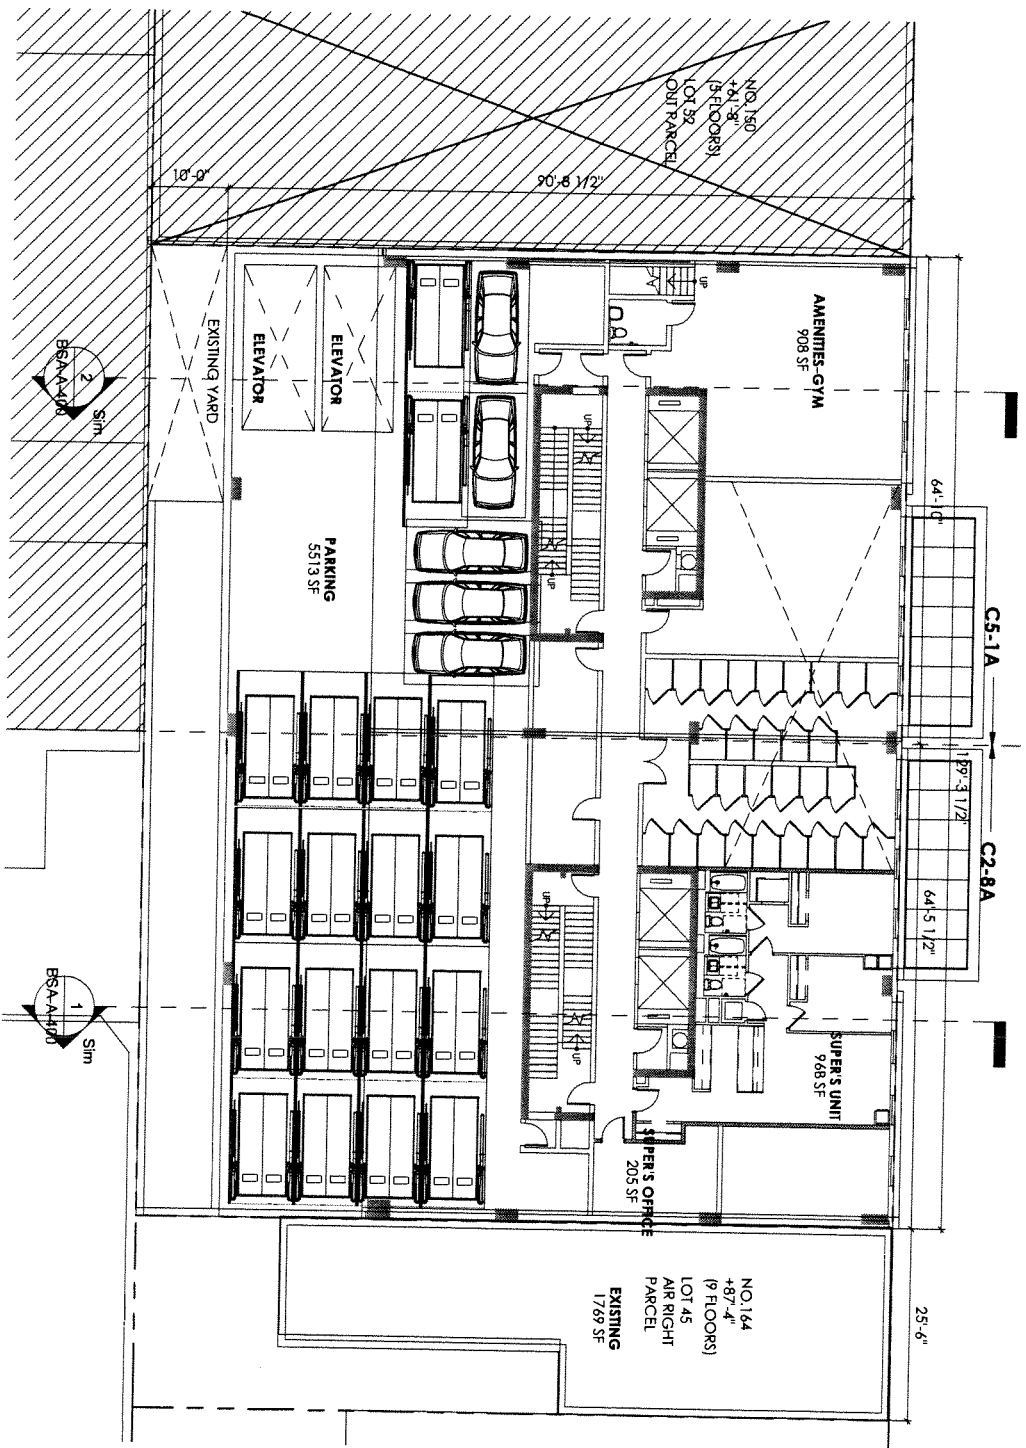 NO.150
+61'-8"
(5 FLOORS)
LOT 52
OUT PARCEL
10'-0"
90'-8 1/2"
EXISTING YARD
ELEVATOR
ELEVATOR
PARKING
5513 SF
AMENITIES-GYM
908 SF
UP
UP
UP
UP
UP
64'-10"
C5-1A
129'-3 1/2"
C2-8A
64'-5 1/2"
SUPER'S UNIT
968 SF
SUPER'S OFFICE
205 SF
2
BSA-A-400
Sim
1
BSA-A-400
Sim
NO.164
+87'-4"
(9 FLOORS)
LOT 45
AIR RIGHT
PARCEL
EXISTING
1769 SF
25'-6"